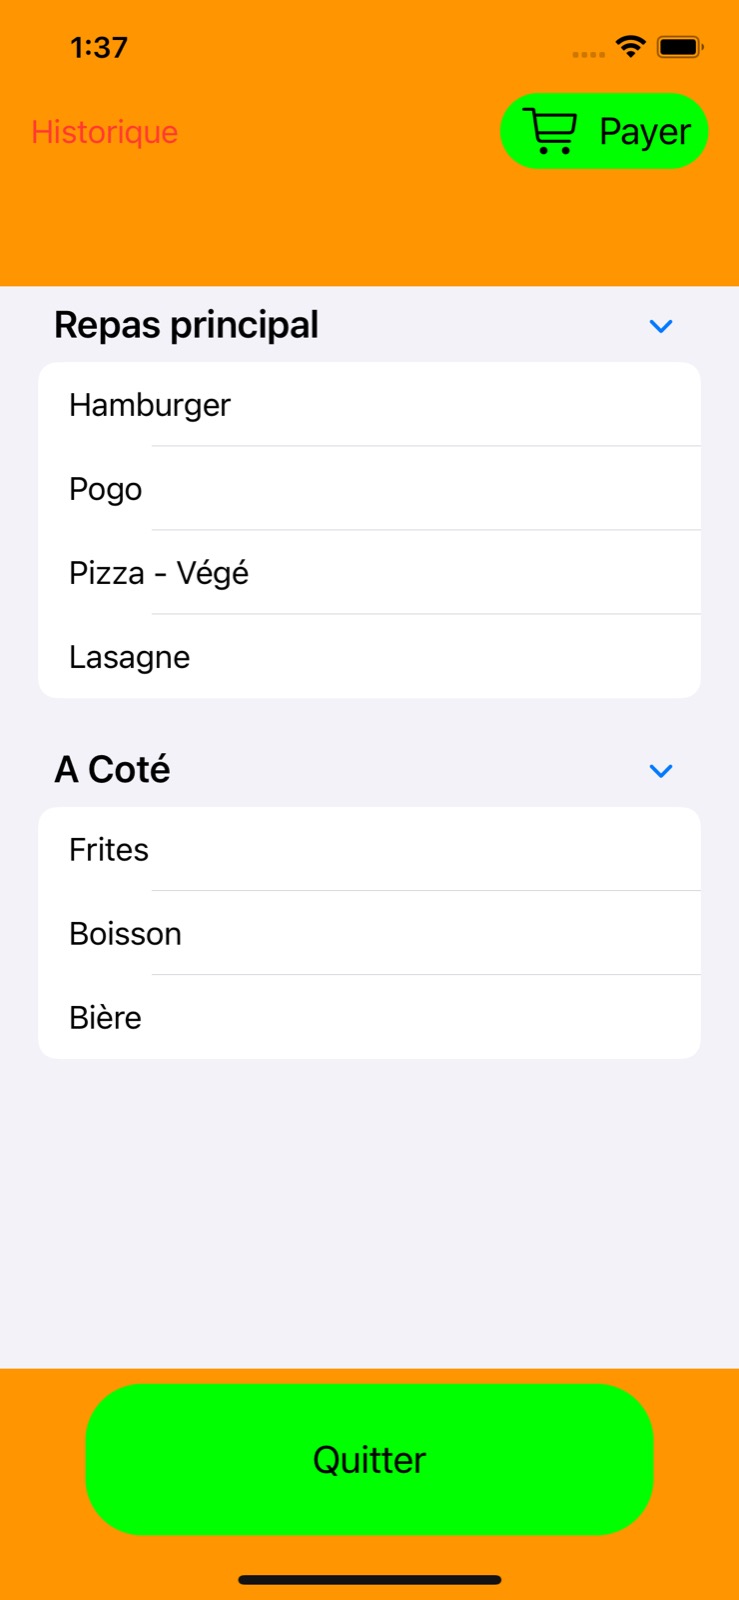 1:37
Historique
Payer
Repas principal
Hamburger
Pogo
Pizza - Végé
Lasagne
A Coté
Frites
Boisson
Bière
Quitter